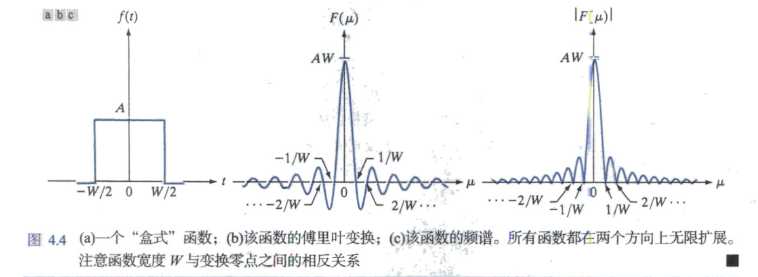 a b c
f(t)
F(μ)
|F(μ)|
AW
AW
A
−1/W
1/W
−W/2
0
W/2
t
· · · −2/W
0
2/W · · ·
μ
· · · −2/W
−1/W
0
1/W
2/W · · ·
μ
图 4.4 (a)一个“盒式”函数；(b)该函数的傅里叶变换；(c)该函数的频谱。所有函数都在两个方向上无限扩展。
注意函数宽度 W 与变换零点之间的相反关系